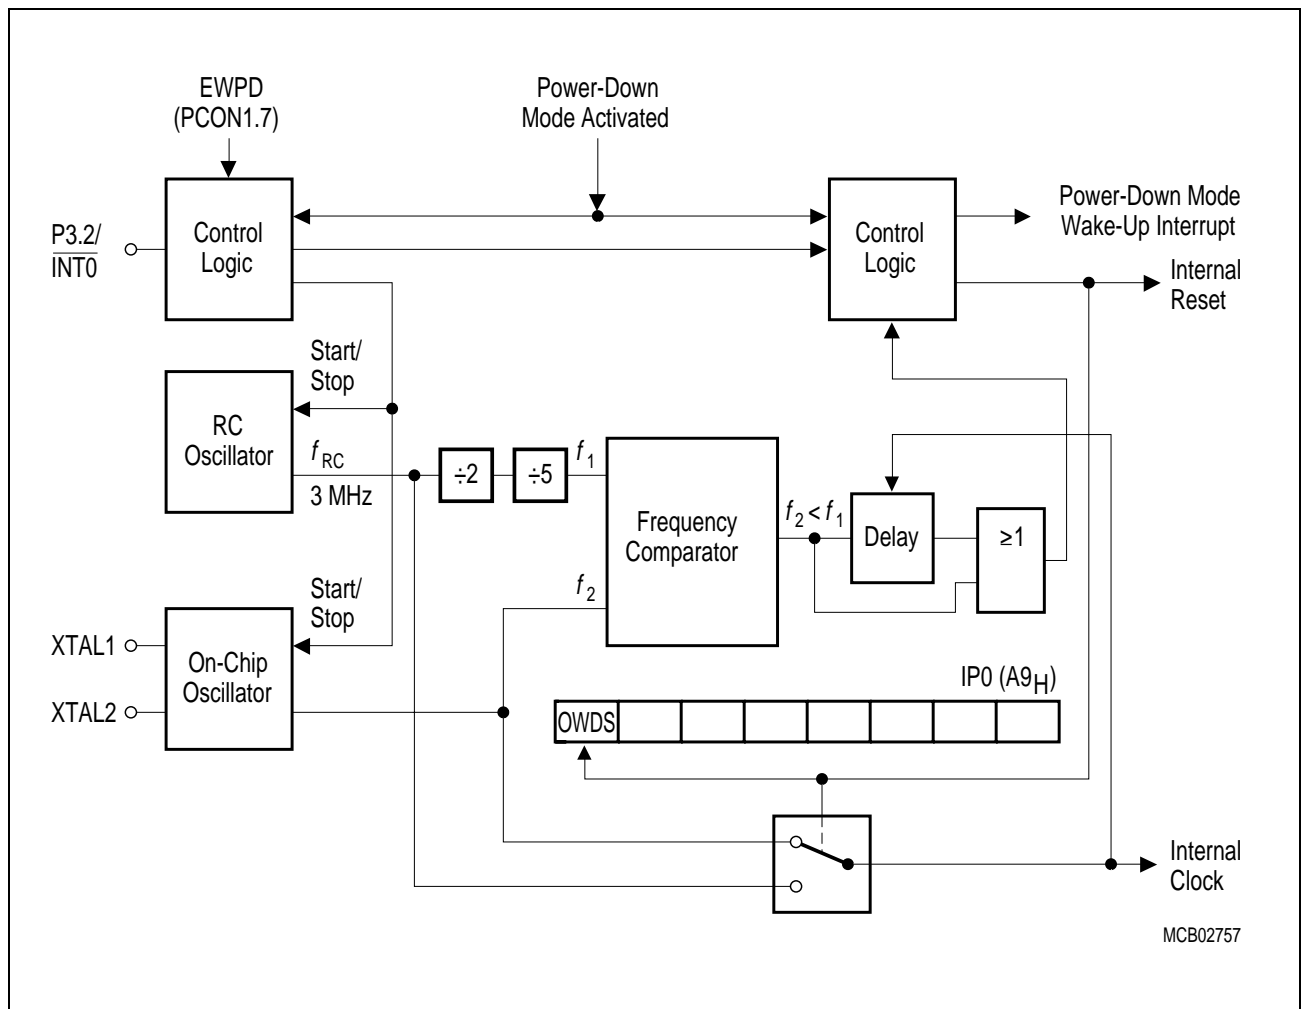 EWPD
(PCON1.7)
Power-Down
Mode Activated
P3.2/
INT0
Control
Logic
Control
Logic
Power-Down Mode
Wake-Up Interrupt
Internal
Reset
Start/
Stop
RC
Oscillator
f RC
3 MHz
÷2
÷5
f 1
Frequency
Comparator
f 2 < f 1
Delay
≥1
f 2
Start/
Stop
XTAL1
XTAL2
On-Chip
Oscillator
IP0 (A9H)
OWDS
Internal
Clock
MCB02757